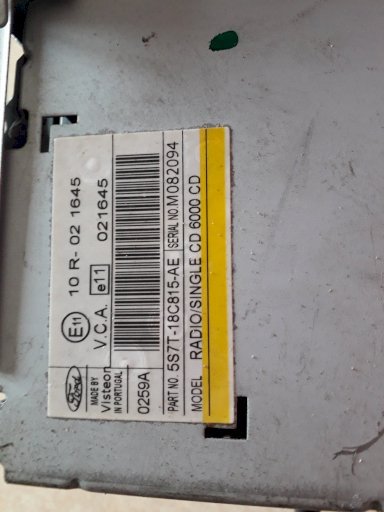 E11 10 R- 02 1645
V.C.A. e11 021645
Ford
MADE BY
Visteon
IN PORTUGAL
0259A
PART NO. 5S7T-18C815-AE SERIAL NO. M082094
MODEL RADIO/SINGLE CD 6000 CD